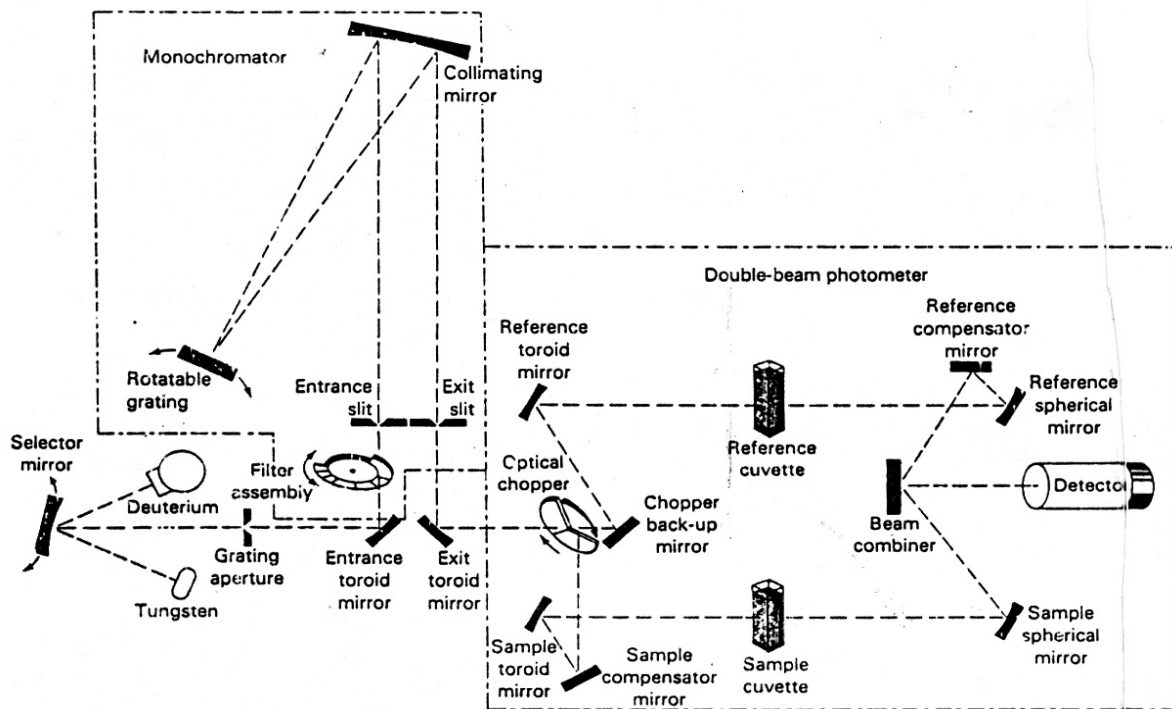 Monochromator
Collimating
mirror
Double-beam photometer
Reference
compensator
mirror
Reference
toroid
mirror
Rotatable
grating
Entrance
slit
Exit
slit
Reference
spherical
mirror
Selector
mirror
Reference
cuvette
Deuterium
Filter
assembly
Optical
chopper
Detector
Chopper
back-up
mirror
Beam
combiner
Grating
aperture
Entrance
toroid
mirror
Exit
toroid
mirror
Tungsten
Sample
toroid
mirror
Sample
compensator
mirror
Sample
cuvette
Sample
spherical
mirror